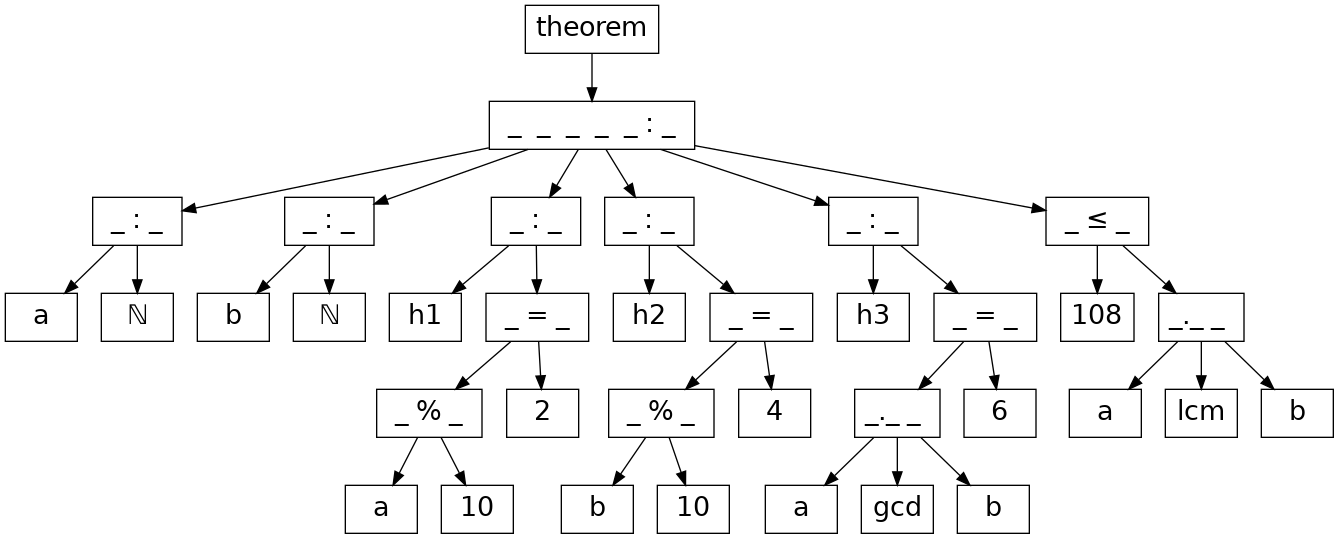 theorem
_ _ _ _ _ : _
_ : _ _ : _ _ : _ _ : _ _ : _ _ ≤ _
a ℕ b ℕ h1 _ = _ h2 _ = _ h3 _ = _ 108 _._ _
_ % _ 2 _ % _ 4 _._ _ 6 a lcm b
a 10 b 10 a gcd b